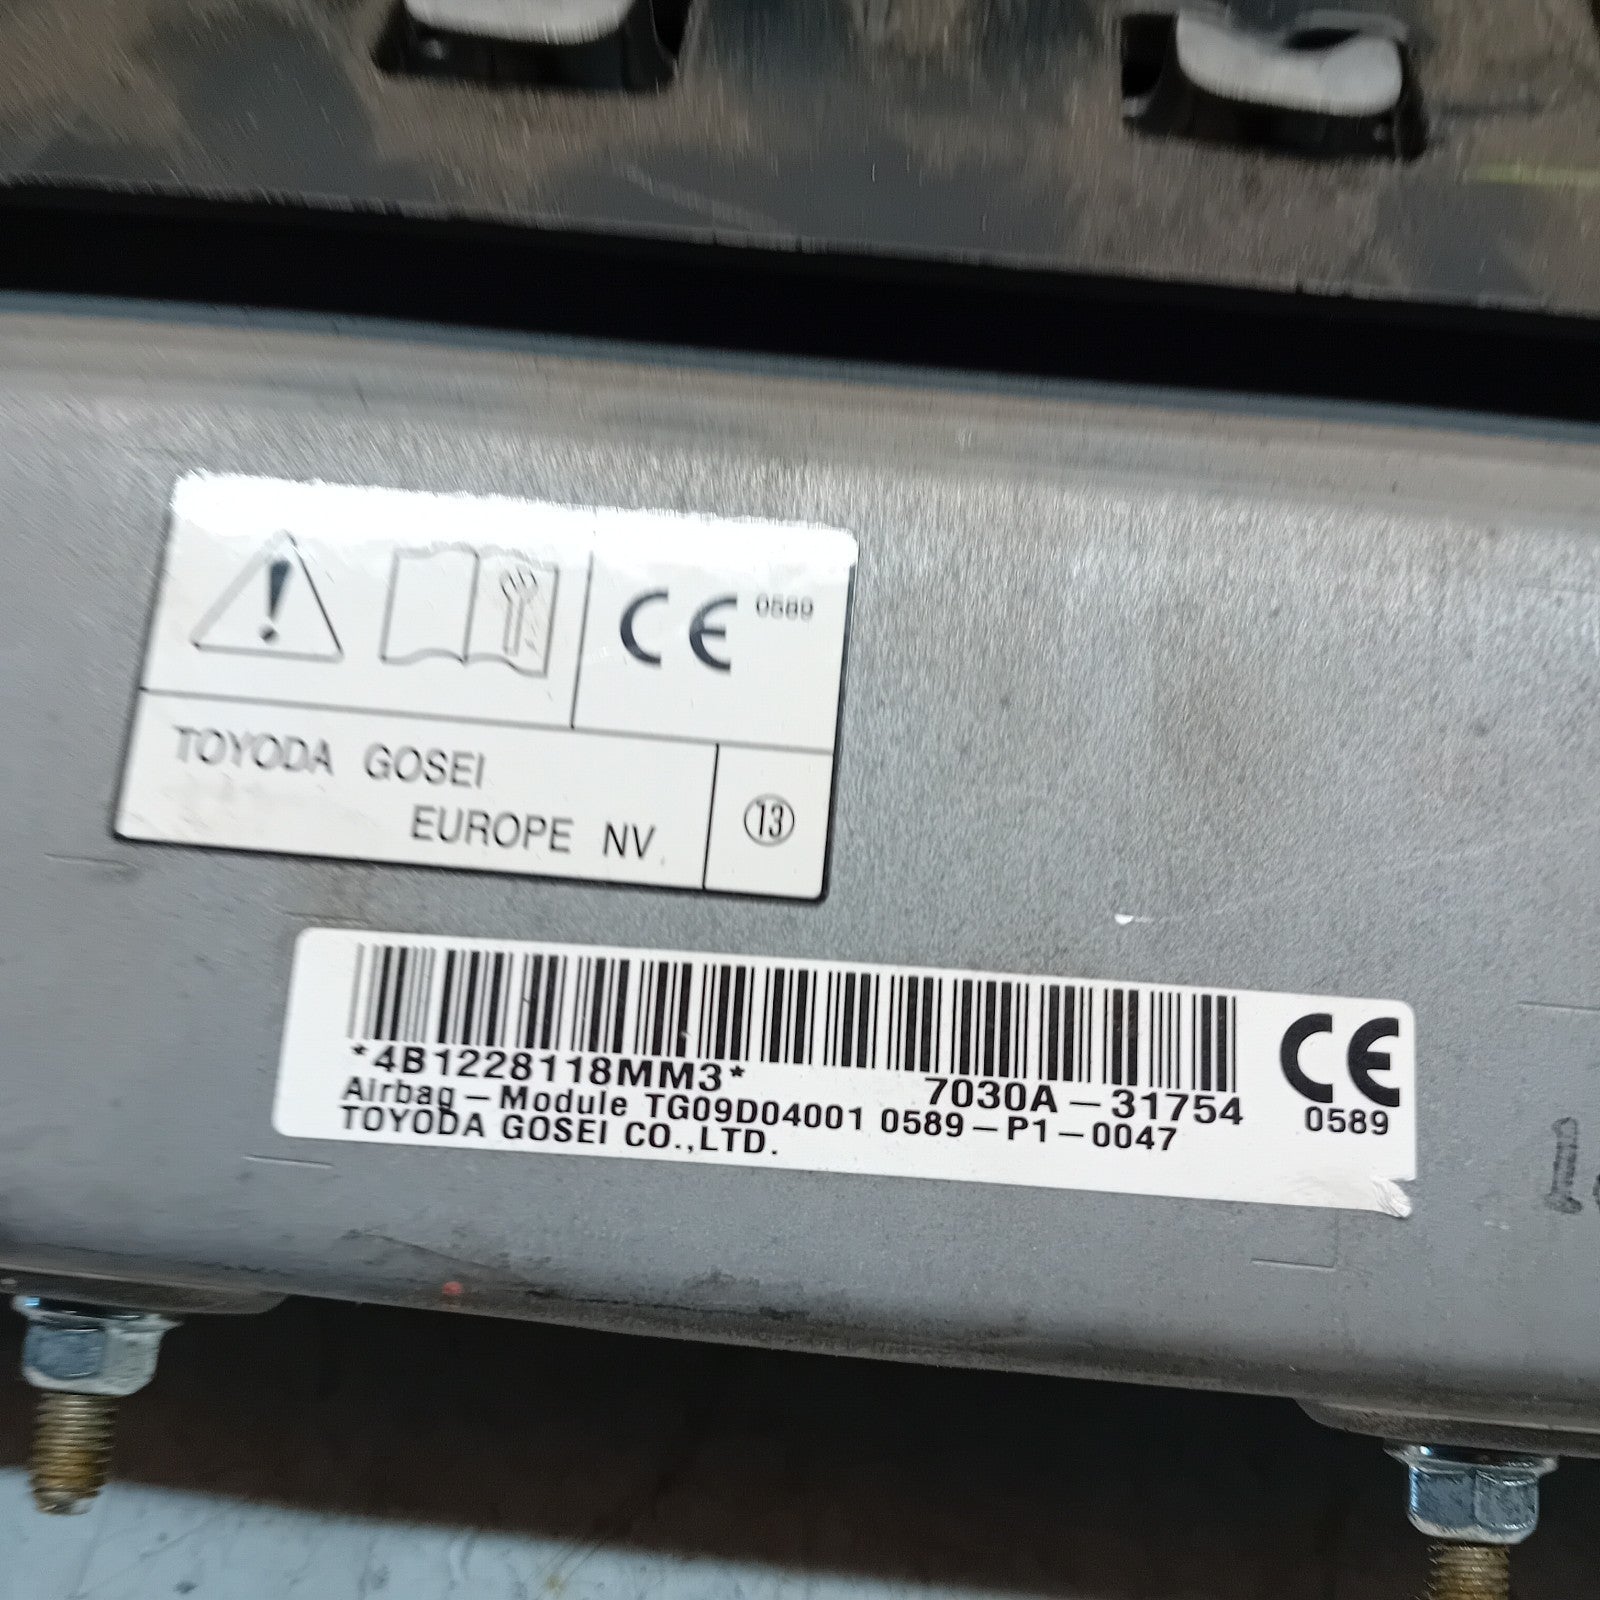 CE 0589
TOYODA GOSEI
EUROPE NV.
13
*4B1228118MM3*
7030A-31754
Airbag-Module TG09D04001 0589-P1-0047
TOYODA GOSEI CO.,LTD.
CE
0589